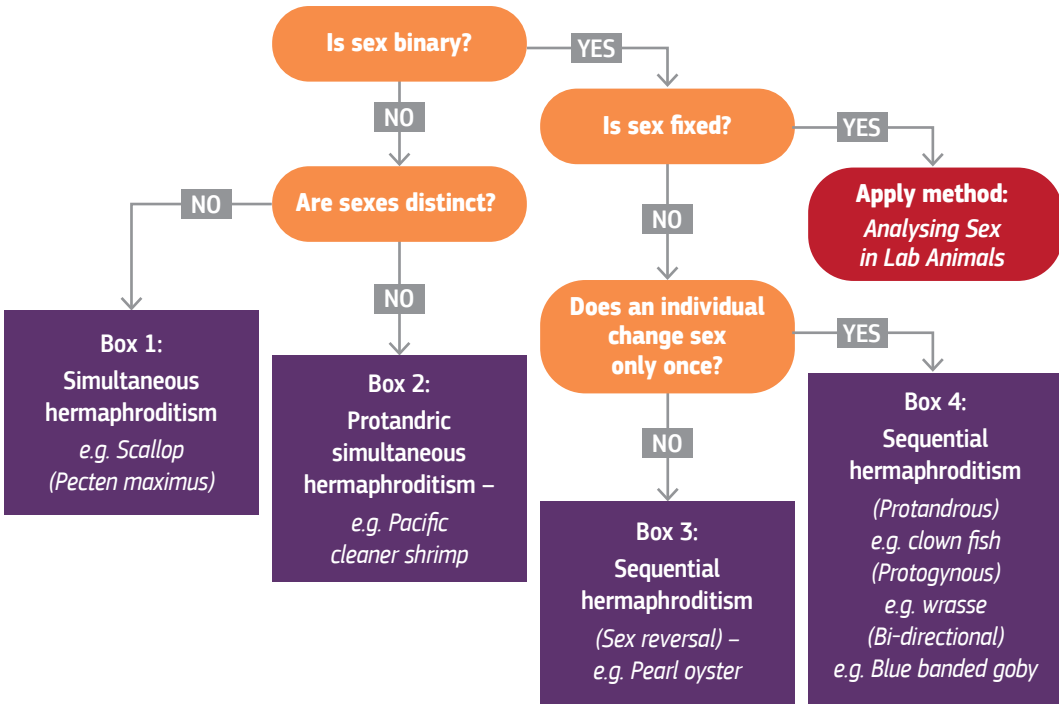 Is sex binary?
YES
NO
Is sex fixed?
YES
Are sexes distinct?
NO
NO
NO
Apply method:
Analysing Sex
in Lab Animals
Does an individual
change sex
only once?
YES
NO
Box 1:
Simultaneous
hermaphroditism
e.g. Scallop
(Pecten maximus)
Box 2:
Protandric
simultaneous
hermaphroditism –
e.g. Pacific
cleaner shrimp
Box 3:
Sequential
hermaphroditism
(Sex reversal) –
e.g. Pearl oyster
Box 4:
Sequential
hermaphroditism
(Protandrous)
e.g. clown fish
(Protogynous)
e.g. wrasse
(Bi-directional)
e.g. Blue banded goby